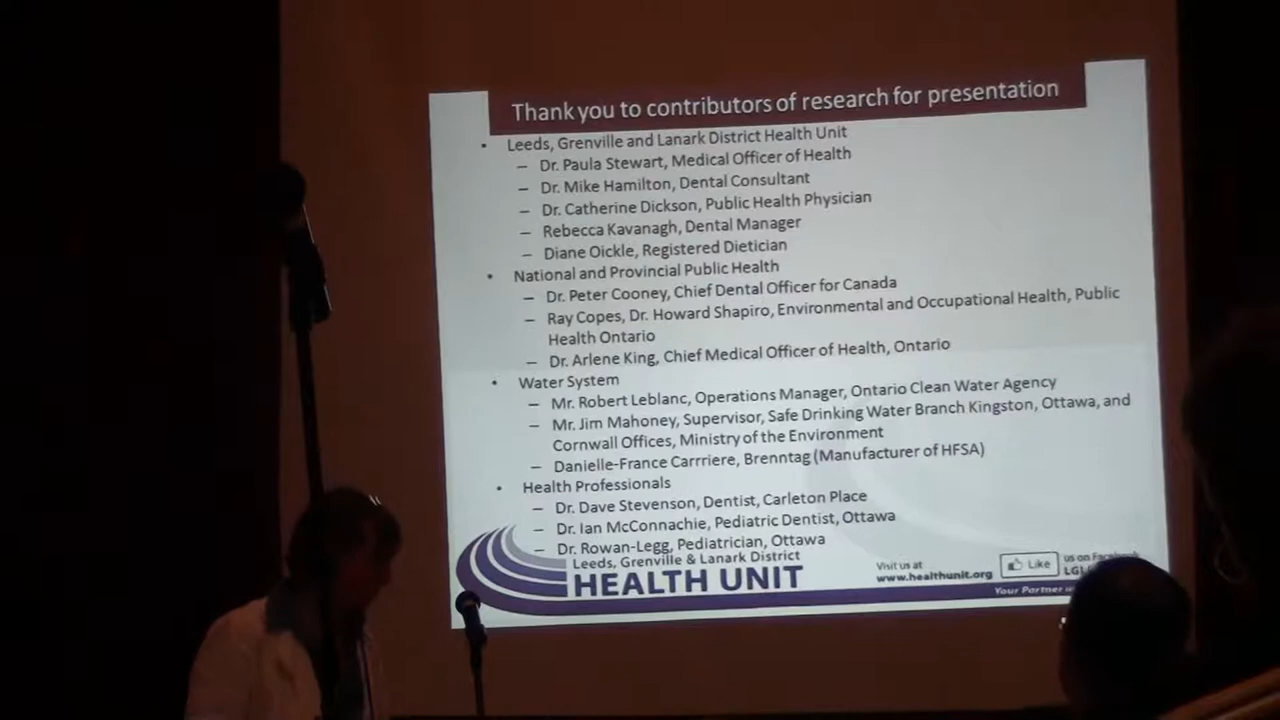 Thank you to contributors of research for presentation
• Leeds, Grenville and Lanark District Health Unit
– Dr. Paula Stewart, Medical Officer of Health
– Dr. Mike Hamilton, Dental Consultant
– Dr. Catherine Dickson, Public Health Physician
– Rebecca Kavanagh, Dental Manager
– Diane Oickle, Registered Dietician
• National and Provincial Public Health
– Dr. Peter Cooney, Chief Dental Officer for Canada
– Ray Copes, Dr. Howard Shapiro, Environmental and Occupational Health, Public
Health Ontario
– Dr. Arlene King, Chief Medical Officer of Health, Ontario
• Water System
– Mr. Robert Leblanc, Operations Manager, Ontario Clean Water Agency
– Mr. Jim Mahoney, Supervisor, Safe Drinking Water Branch Kingston, Ottawa, and
Cornwall Offices, Ministry of the Environment
– Danielle-France Carrriere, Brenntag (Manufacturer of HFSA)
• Health Professionals
– Dr. Dave Stevenson, Dentist, Carleton Place
– Dr. Ian McConnachie, Pediatric Dentist, Ottawa
– Dr. Rowan-Legg, Pediatrician, Ottawa
Leeds, Grenville & Lanark District
HEALTH UNIT
Visit us at
www.healthunit.org
Like
us on
Your Partner